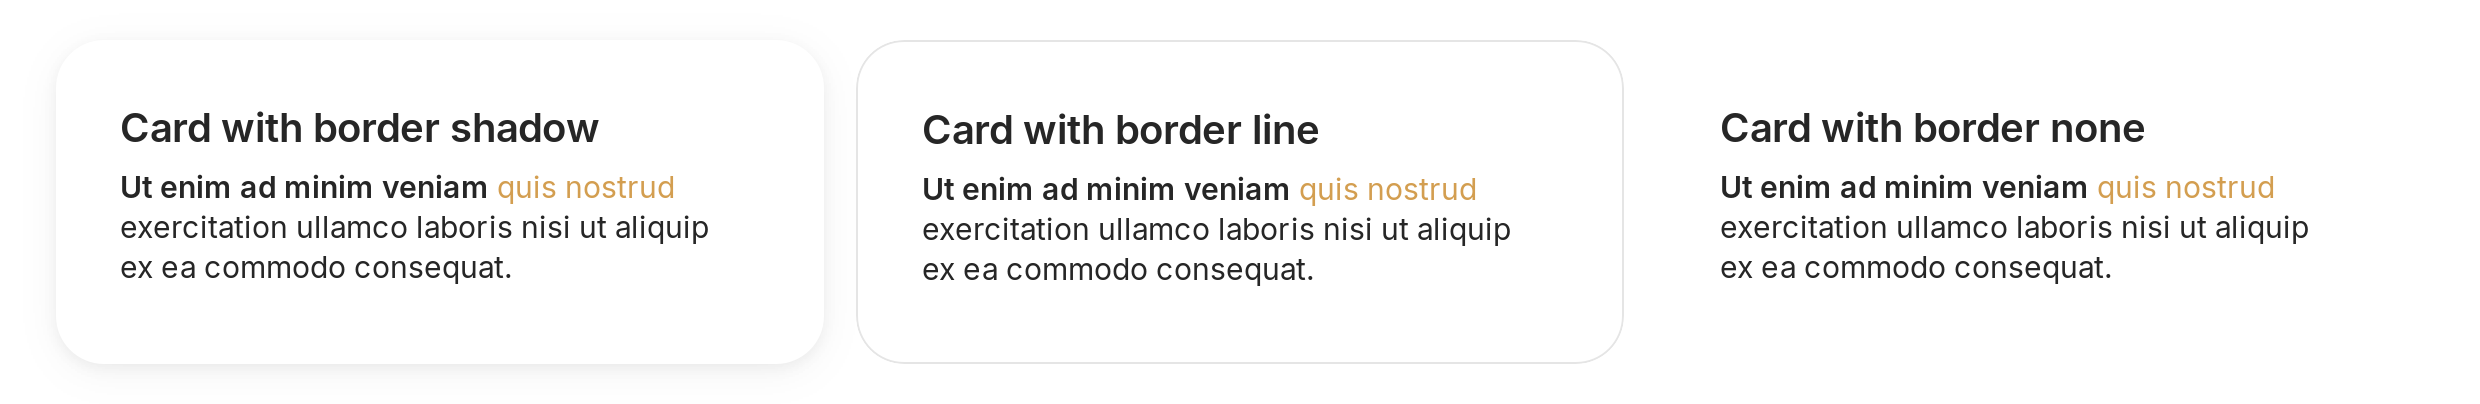 Card with border shadow
Ut enim ad minim veniam quis nostrud
exercitation ullamco laboris nisi ut aliquip
ex ea commodo consequat.
Card with border line
Ut enim ad minim veniam quis nostrud
exercitation ullamco laboris nisi ut aliquip
ex ea commodo consequat.
Card with border none
Ut enim ad minim veniam quis nostrud
exercitation ullamco laboris nisi ut aliquip
ex ea commodo consequat.